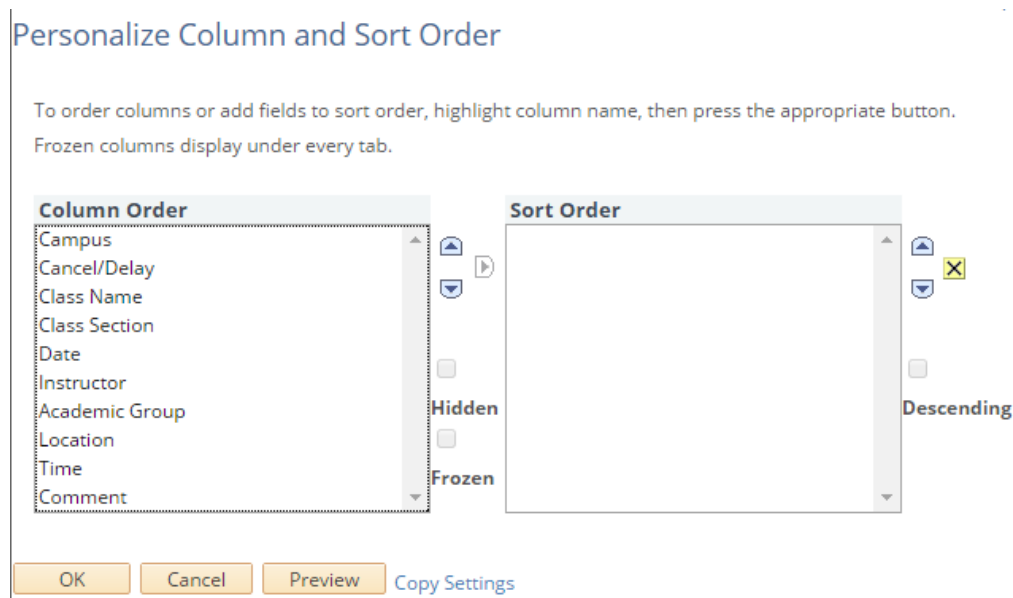 Personalize Column and Sort Order
To order columns or add fields to sort order, highlight column name, then press the appropriate button.
Frozen columns display under every tab.
Column Order
Campus
Cancel/Delay
Class Name
Class Section
Date
Instructor
Academic Group
Location
Time
Comment
Hidden
Frozen
Sort Order
Descending
OK Cancel Preview Copy Settings